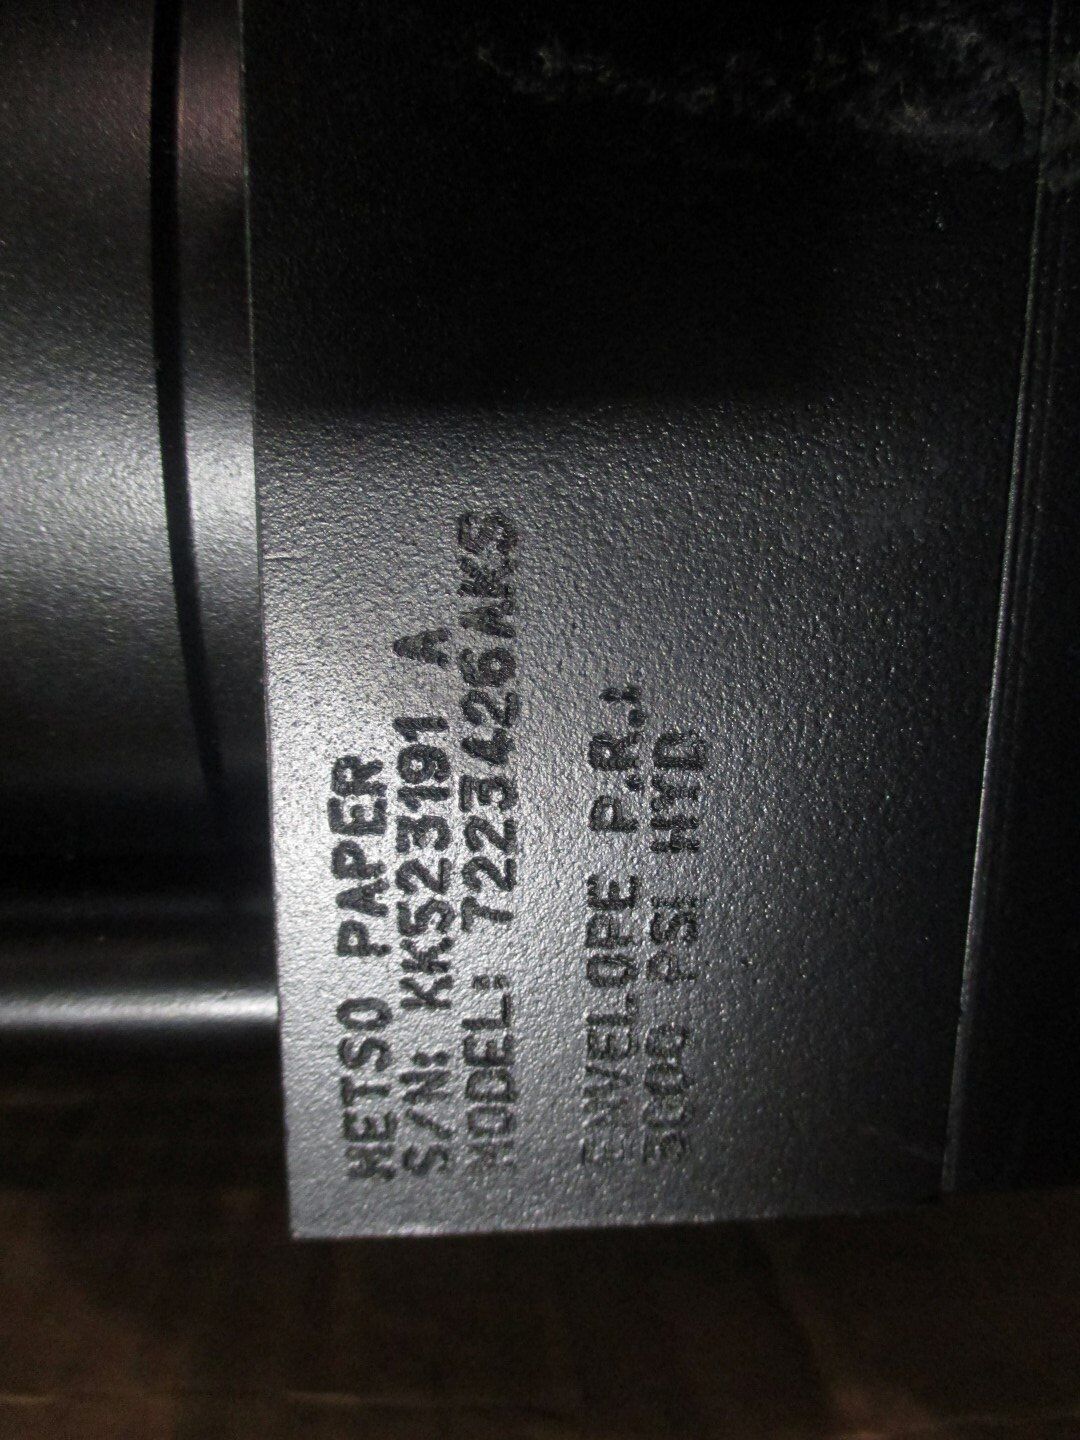 METSO PAPER
S/N: KK523191 A
MODEL: 7223426AKS
ENVELOPE P.R.:
3000 PSI HYD